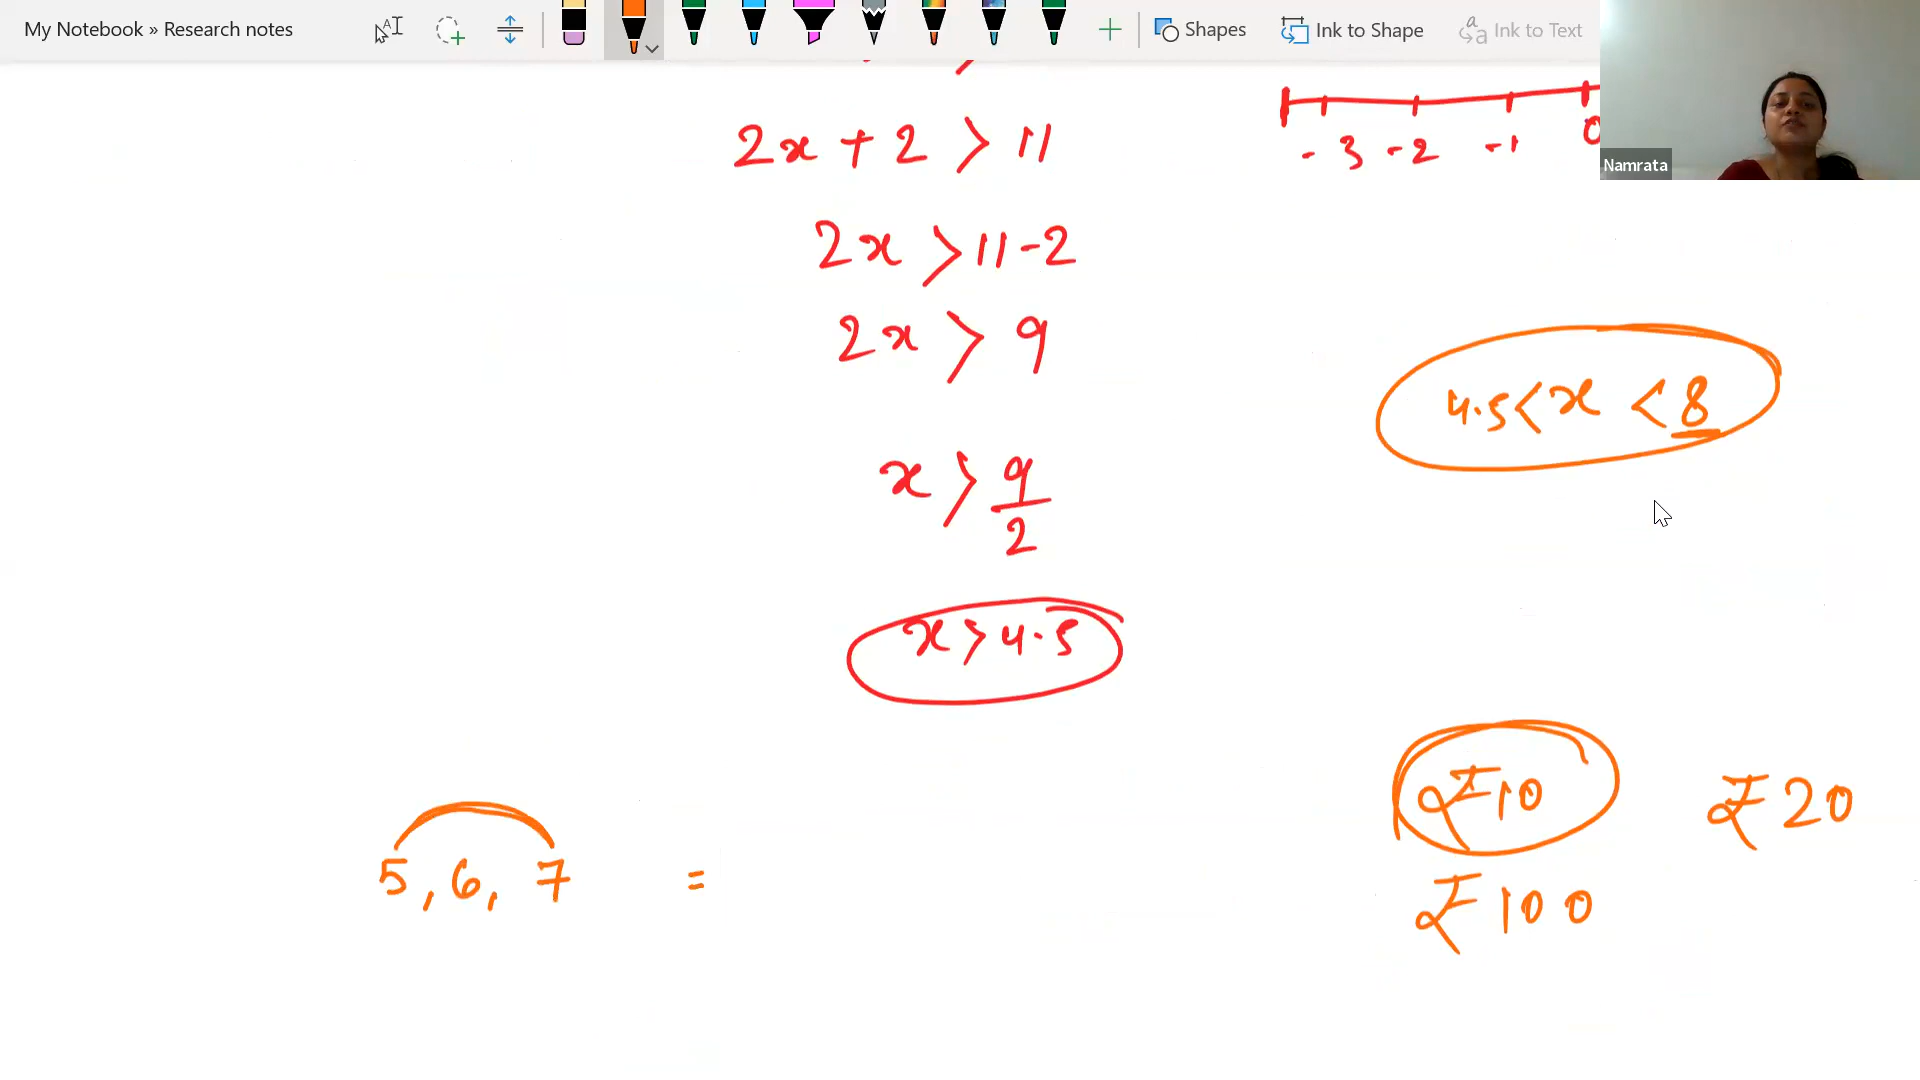 My Notebook » Research notes
Shapes
Ink to Shape
Ink to Text
Namrata
2x + 2 > 11
-3 -2 -1 0
2x > 11-2
2x > 9
4.5 < x < 8
x > 9/2
x > 4.5
₹10 ₹20
5, 6, 7 =
₹100